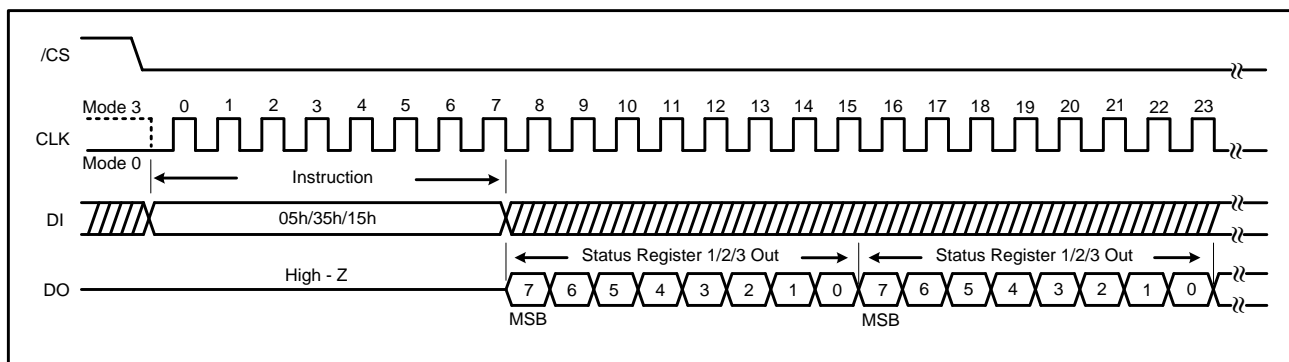 /CS
Mode 3 0 1 2 3 4 5 6 7 8 9 10 11 12 13 14 15 16 17 18 19 20 21 22 23
CLK
Mode 0
Instruction
DI 05h/35h/15h
Status Register 1/2/3 Out Status Register 1/2/3 Out
High - Z
DO 7 6 5 4 3 2 1 0 7 6 5 4 3 2 1 0
MSB MSB